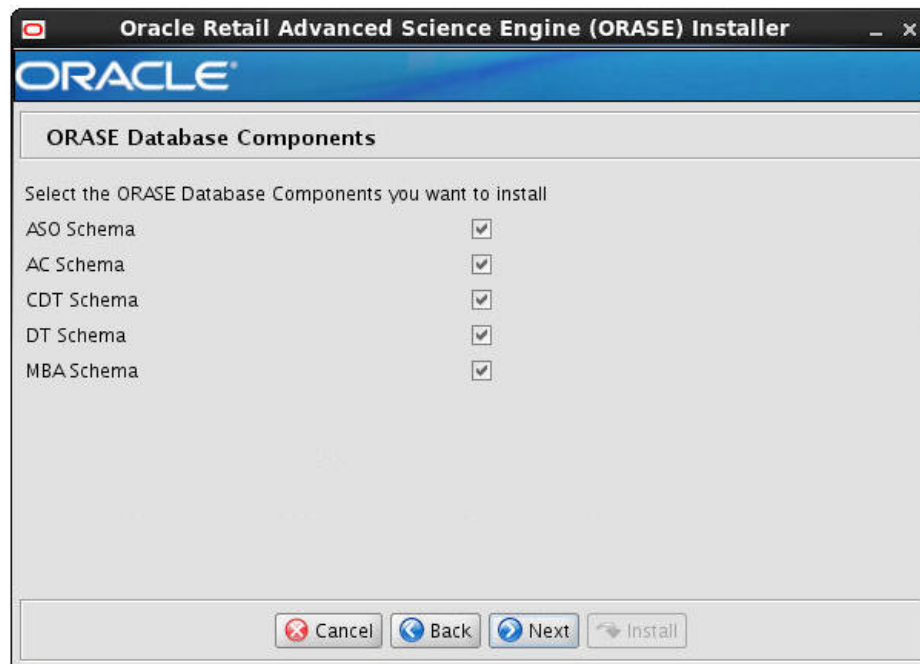 Oracle Retail Advanced Science Engine (ORASE) Installer
ORACLE®
ORASE Database Components
Select the ORASE Database Components you want to install
ASO Schema
AC Schema
CDT Schema
DT Schema
MBA Schema
Cancel Back Next Install